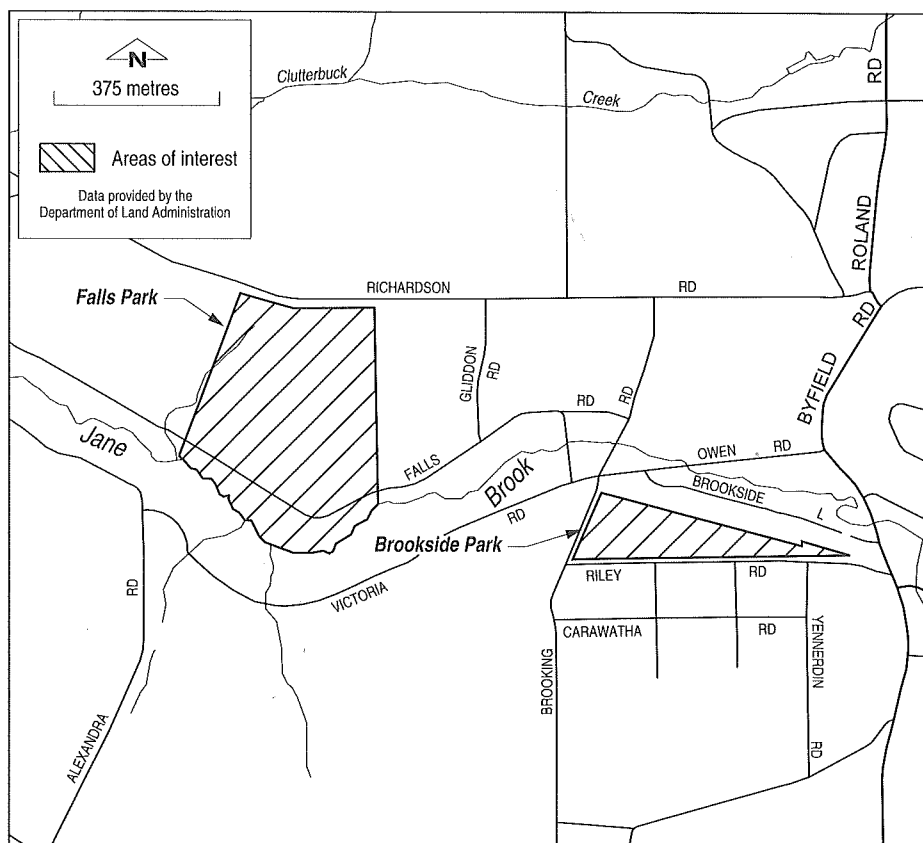 N
375 metres
Areas of interest
Data provided by the
Department of Land Administration
Clutterbuck
Creek
RD
ROLAND
RICHARDSON RD
Falls Park
RD
BYFIELD
GLIDDON
RD
RD
RD
FALLS
Jane
Brook
OWEN RD
BROOKSIDE L
RD
Brookside Park
VICTORIA
RILEY RD
RD
CARAWATHA RD
YENNERDIN
RD
BROOKING
ALEXANDRA